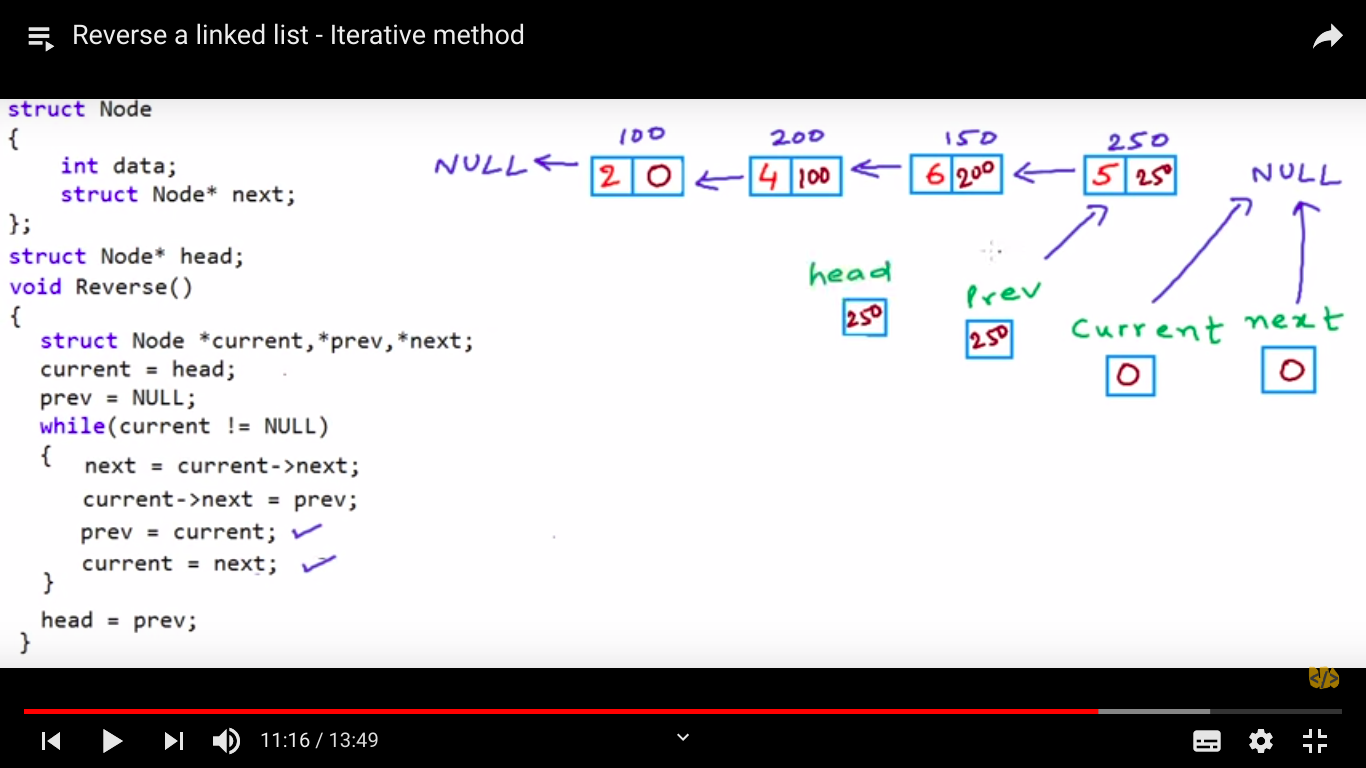 Reverse a linked list - Iterative method
struct Node
{
int data;
struct Node* next;
};
struct Node* head;
void Reverse()
{
struct Node *current,*prev,*next;
current = head;
prev = NULL;
while(current != NULL)
{
next = current->next;
current->next = prev;
prev = current;
current = next;
}
head = prev;
}
100 200 150 250
NULL 2 0 4 100 6 200 5 250 NULL
head Prev Current next
250 250 0 0
</>
11:16 / 13:49